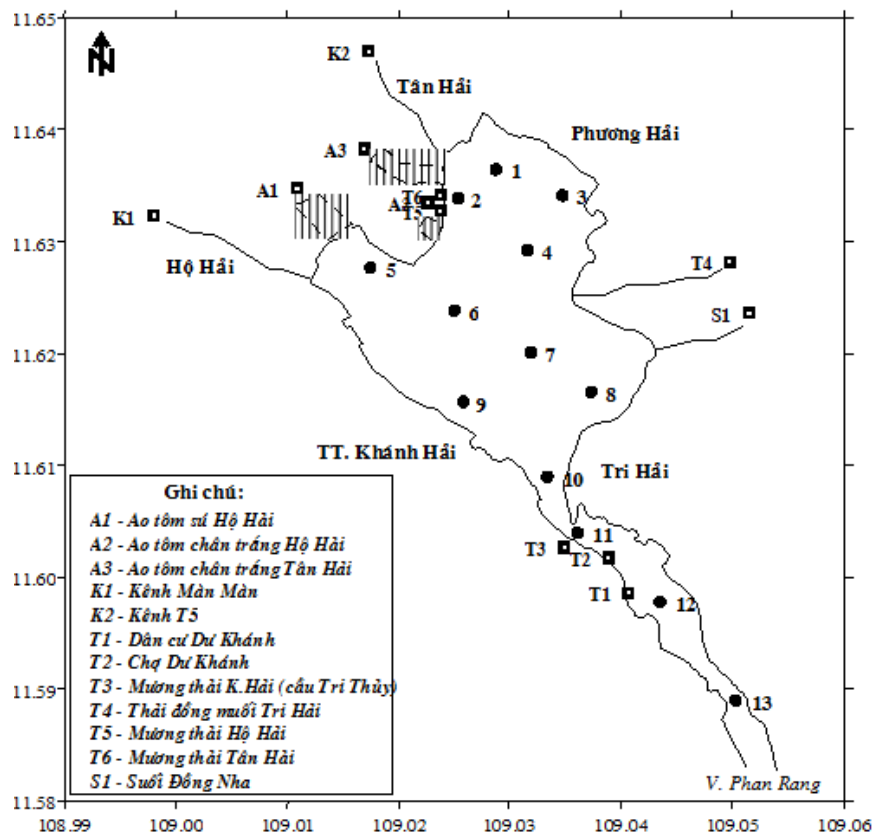 11.65
N
K2
Tân Hải
11.64
Phương Hải
A3
1
A1
T6
2
3
A2
T5
K1
11.63
4
T4
Hộ Hải
5
S1
6
11.62
7
8
9
TT. Khánh Hải
11.61
Tri Hải
10
Ghi chú:
A1 - Ao tôm sú Hộ Hải
A2 - Ao tôm chân trắng Hộ Hải
A3 - Ao tôm chân trắng Tân Hải
K1 - Kênh Màn Màn
K2 - Kênh T5
T1 - Dân cư Dư Khánh
T2 - Chợ Dư Khánh
T3 - Mương thải K.Hải (cầu Tri Thủy)
T4 - Thải đồng muối Tri Hải
T5 - Mương thải Hộ Hải
T6 - Mương thải Tân Hải
S1 - Suối Đồng Nha
11
T3
T2
11.60
T1
12
11.59
13
V. Phan Rang
11.58
108.99 109.00 109.01 109.02 109.03 109.04 109.05 109.06